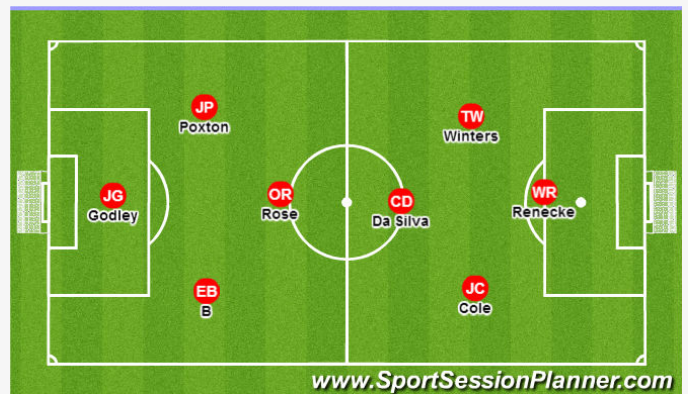 JP
Poxton
TW
Winters
JG
Godley
OR
Rose
CD
Da Silva
WR
Renecke
EB
B
JC
Cole
www.SportSessionPlanner.com